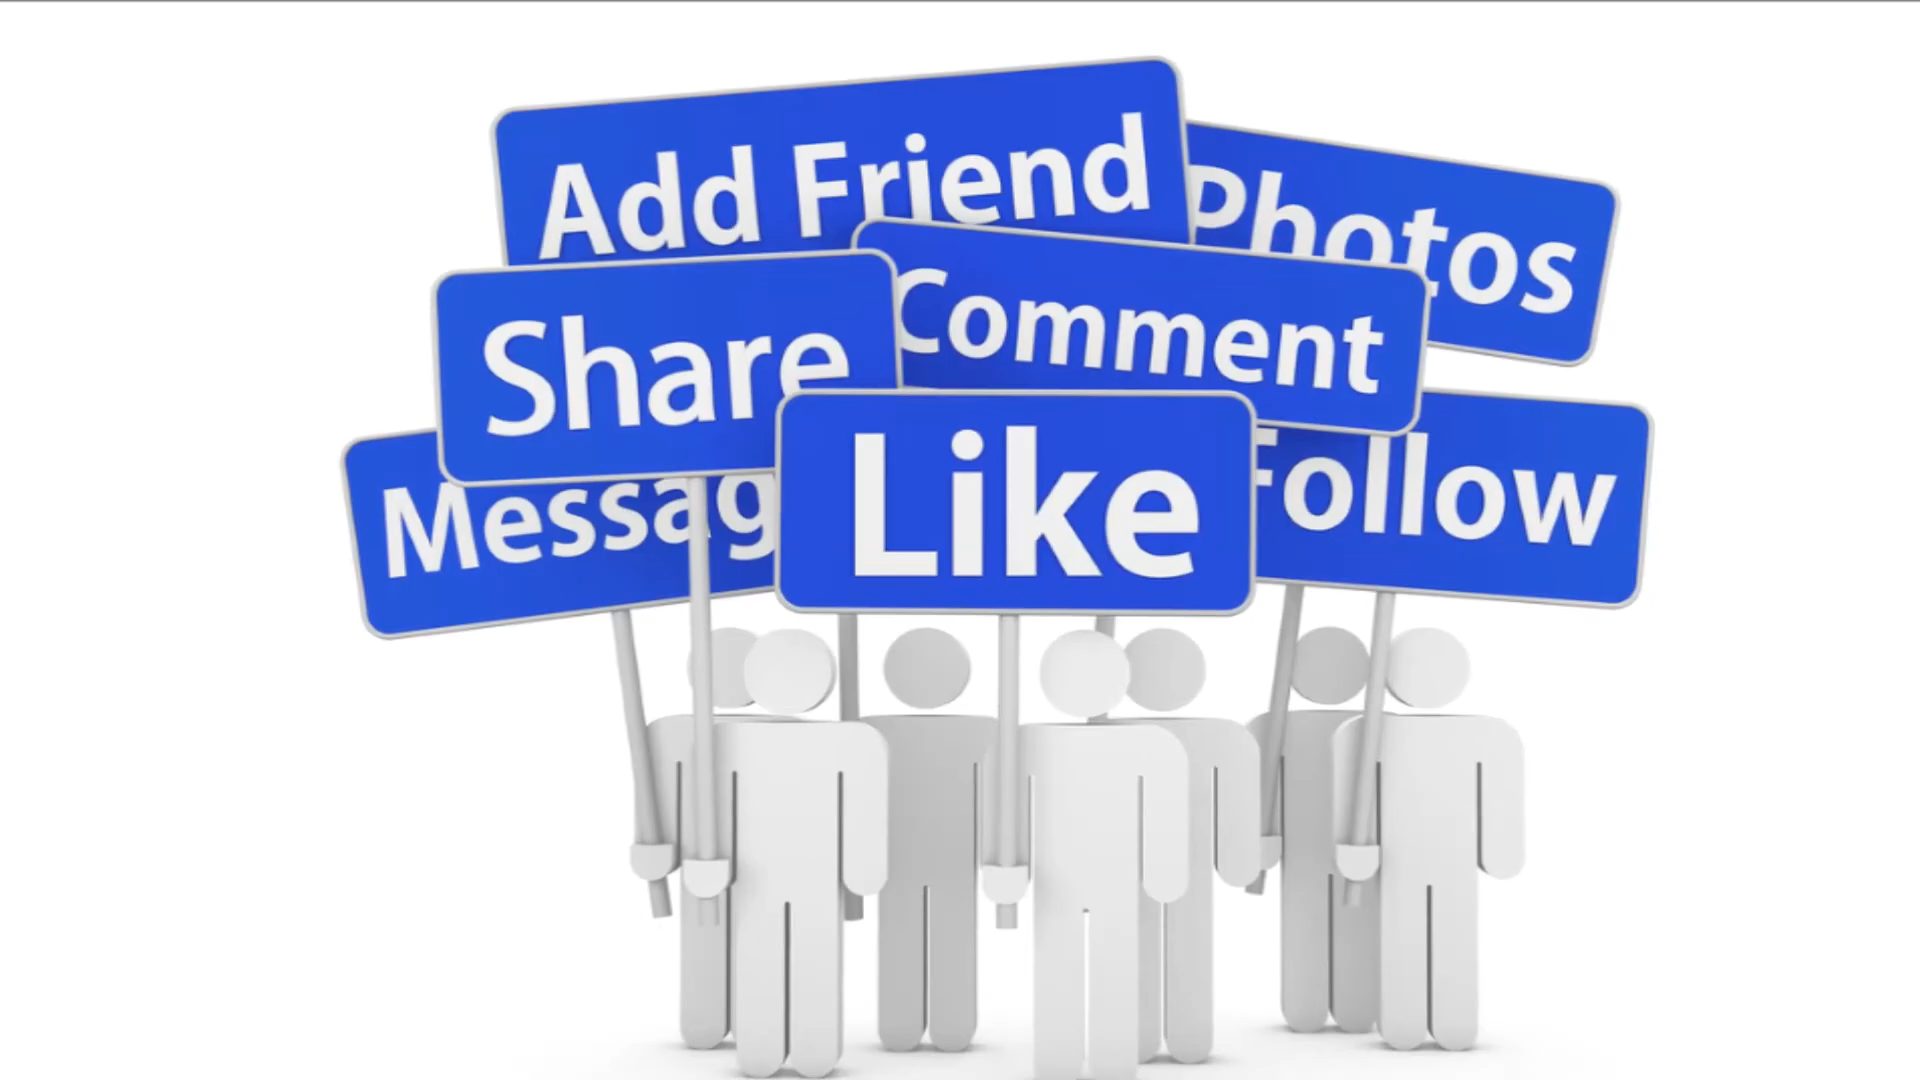 Add Friend
Photos
Comment
Share
Like
Follow
Messag